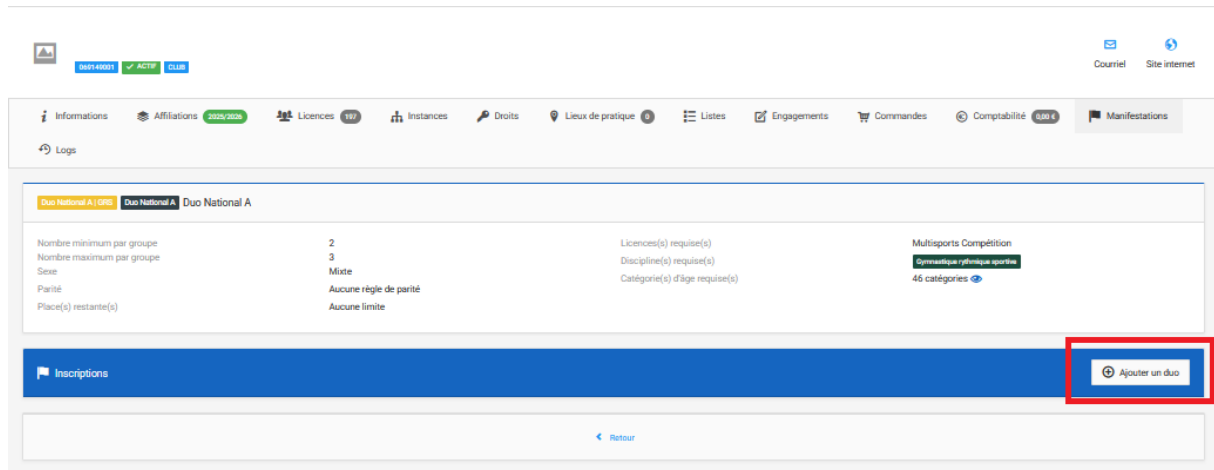 060140001 ACTIF CLUB
Courriel Site internet
Informations Affiliations 2025/2026 Licences 197 Instances Droits Lieux de pratique 0 Listes Engagements Commandes Comptabilité 0,00 € Manifestations
Logs
Duo National A | GRS Duo National A Duo National A
Nombre minimum par groupe 2 Licences(s) requise(s) Multisports Compétition
Nombre maximum par groupe 3 Discipline(s) requise(s) Gymnastique rythmique sportive
Sexe Mixte Catégorie(s) d'âge requise(s) 46 catégories
Parité Aucune règle de parité
Place(s) restante(s) Aucune limite
Inscriptions Ajouter un duo
Retour